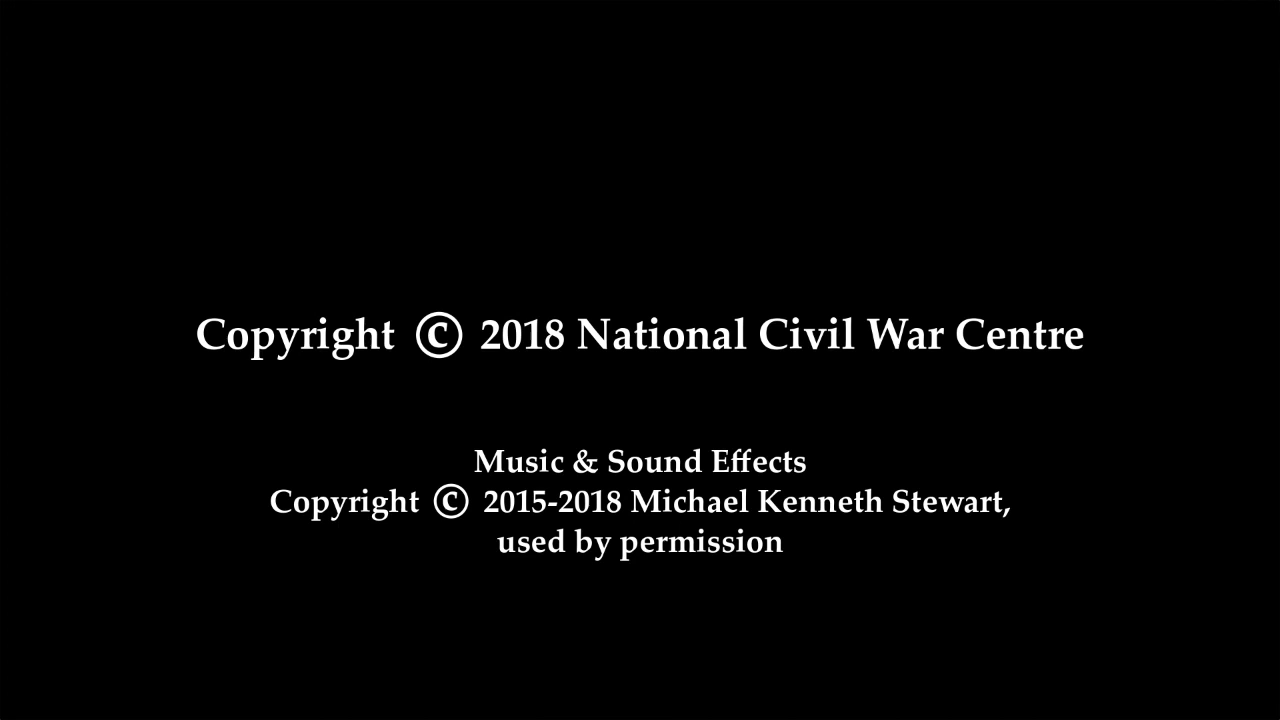 Copyright © 2018 National Civil War Centre
Music & Sound Effects
Copyright © 2015-2018 Michael Kenneth Stewart,
used by permission